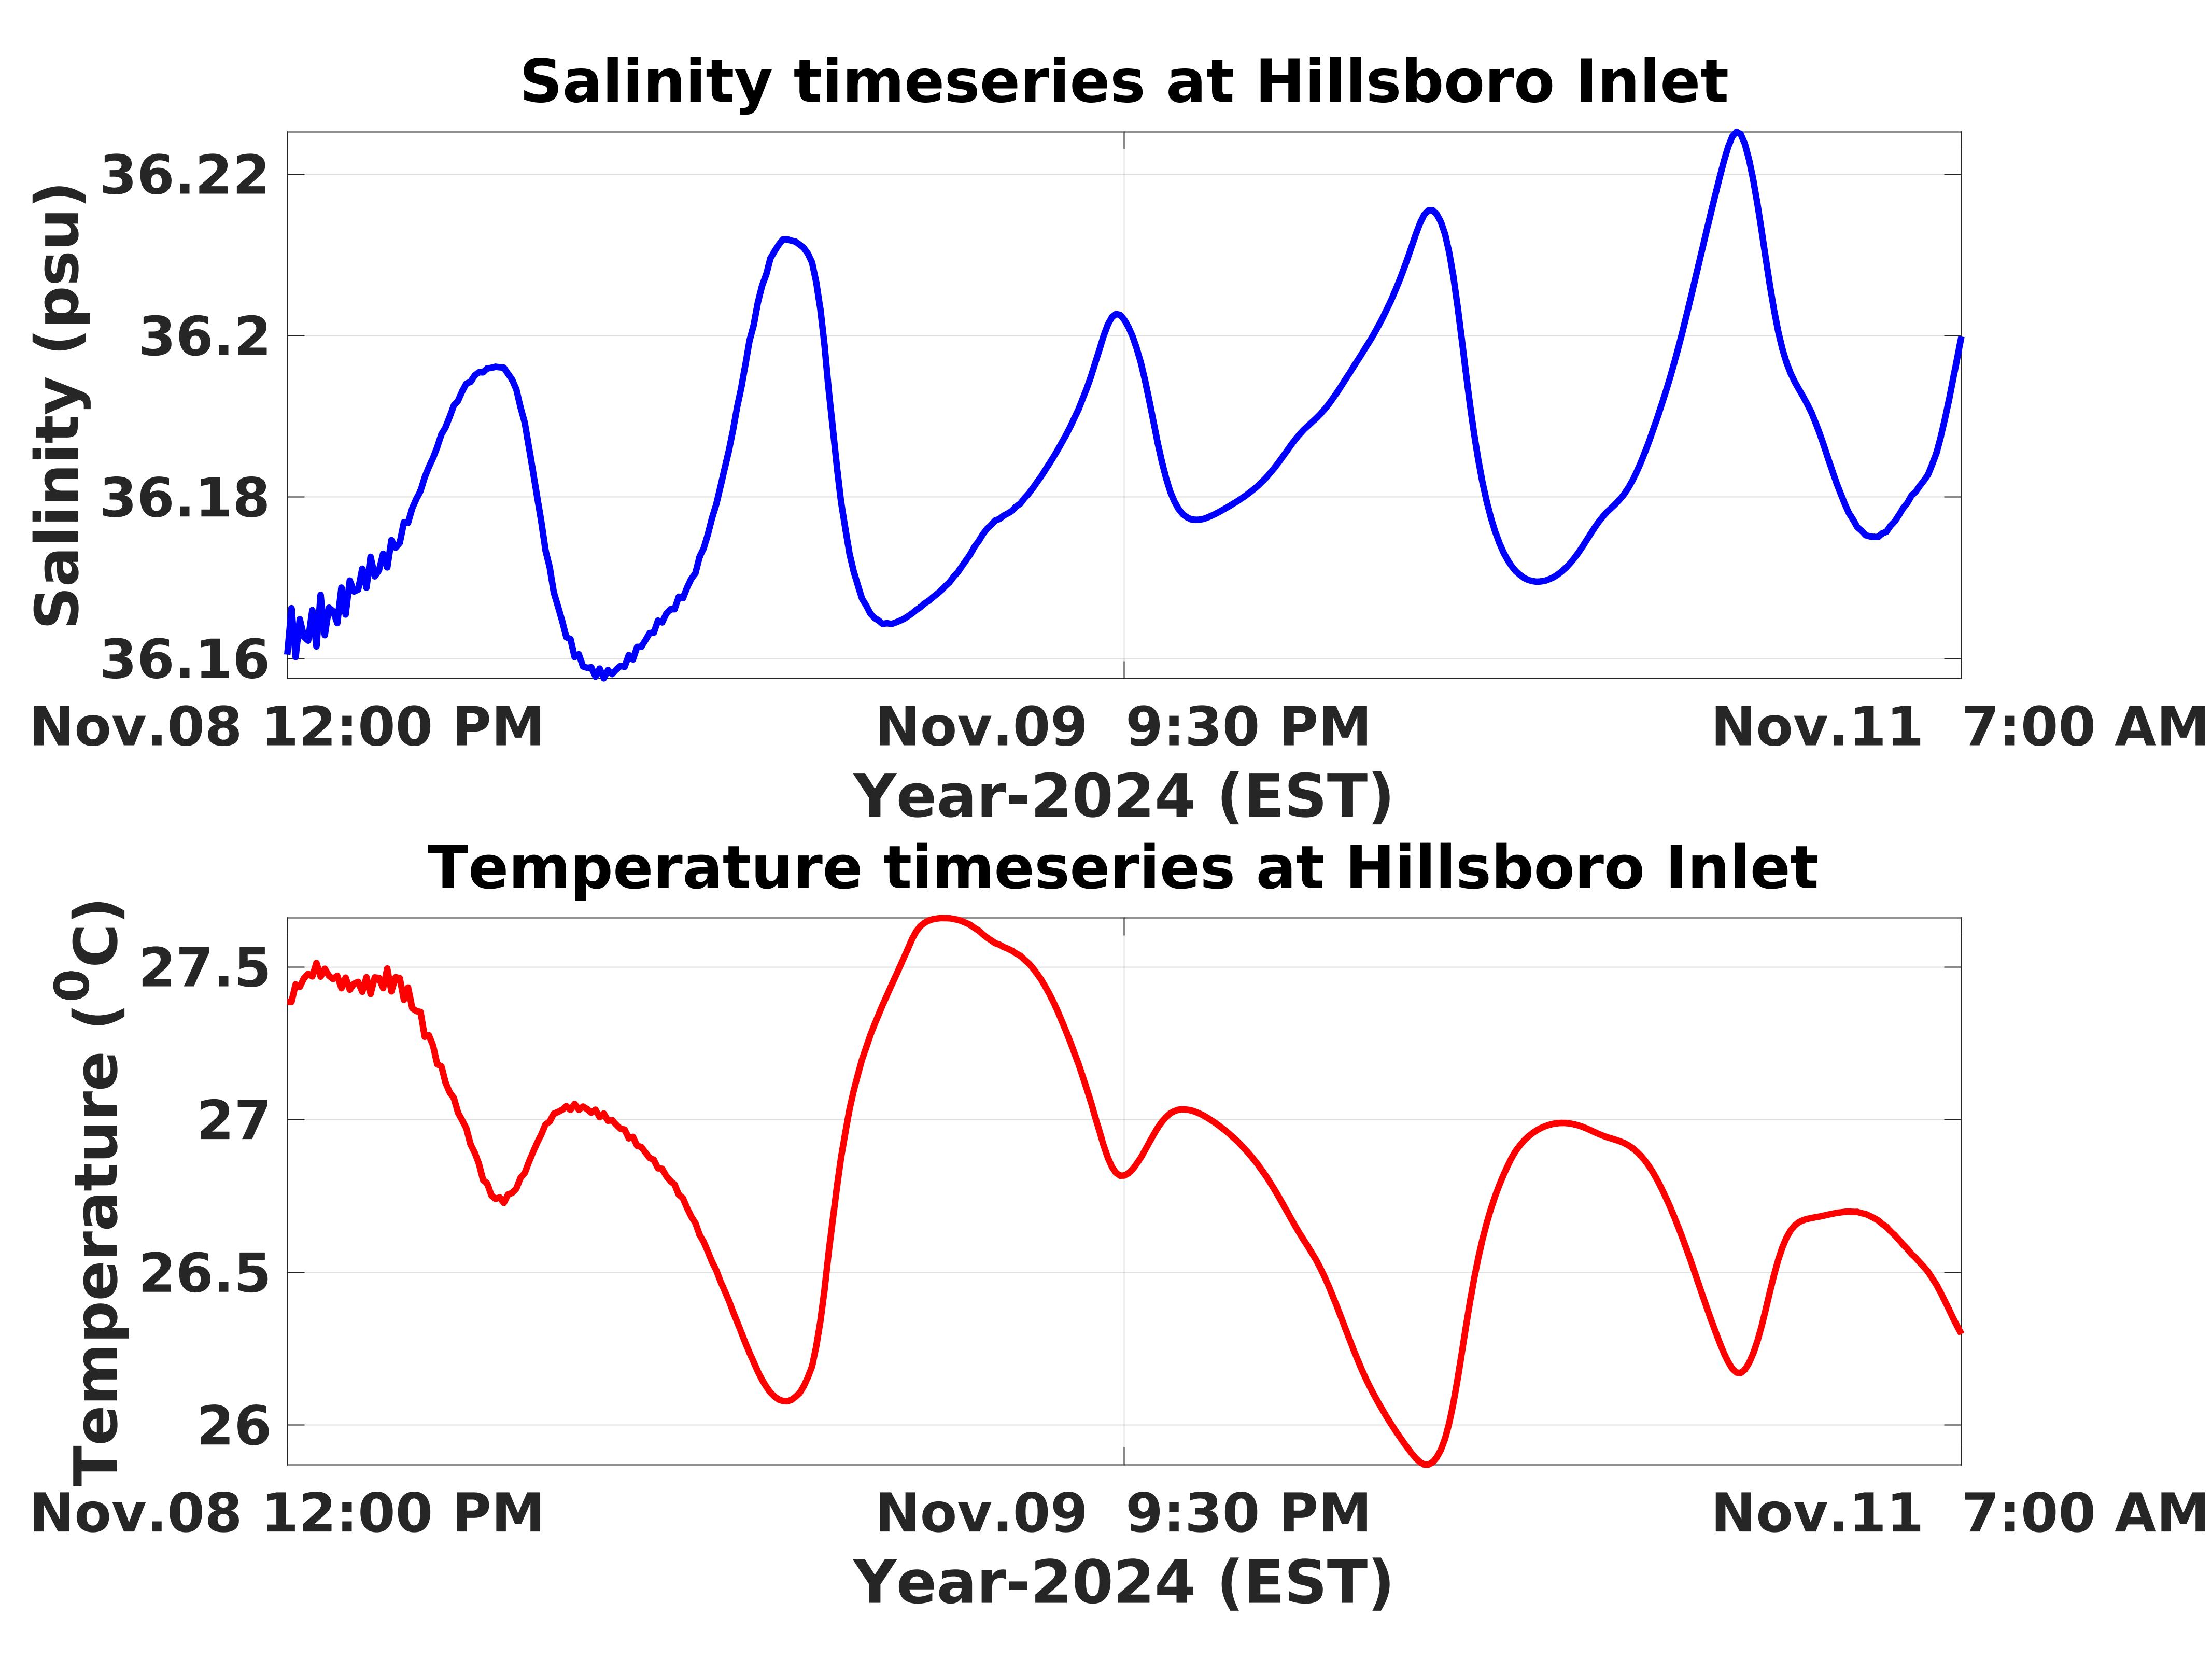 Salinity timeseries at Hillsboro Inlet
Salinity (psu)
36.22
36.2
36.18
36.16
Nov.08 12:00 PM Nov.09  9:30 PM Nov.11  7:00 AM
Year-2024 (EST)
Temperature timeseries at Hillsboro Inlet
Temperature (⁰C)
27.5
27
26.5
26
Nov.08 12:00 PM Nov.09  9:30 PM Nov.11  7:00 AM
Year-2024 (EST)